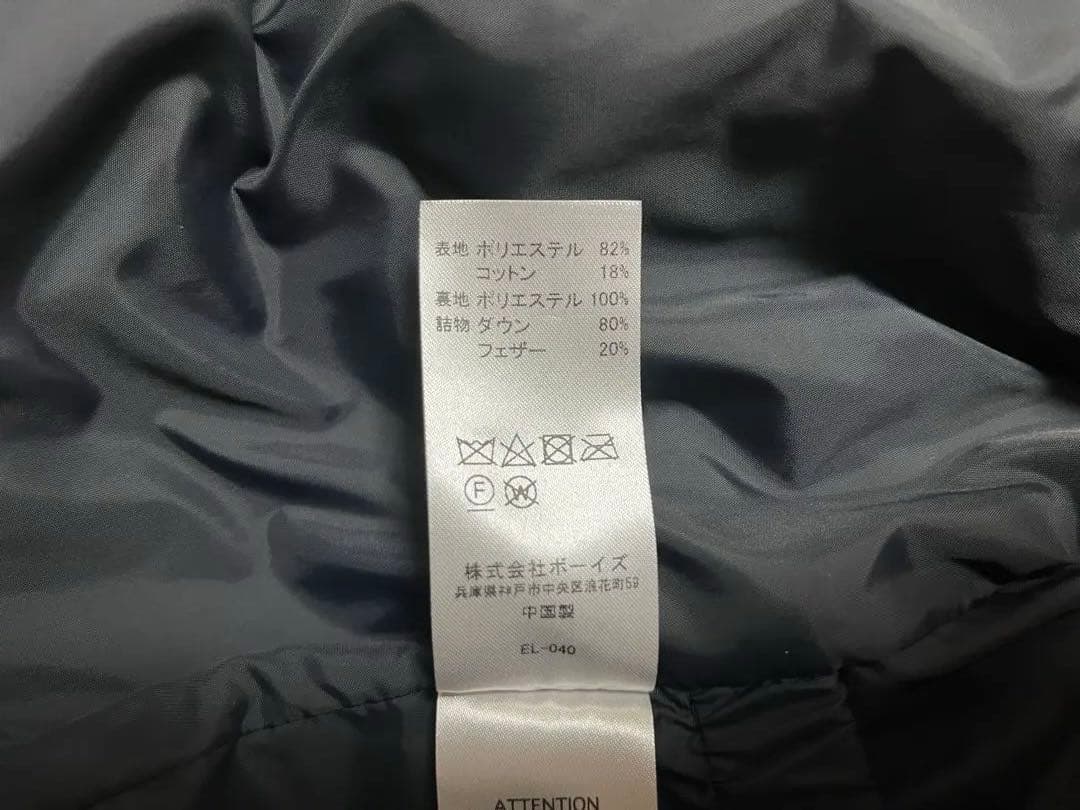 表地 ポリエステル 82%
コットン 18%
裏地 ポリエステル 100%
詰物 ダウン 80%
フェザー 20%
F
W
株式会社ボーイズ
兵庫県神戸市中央区浪花町59
中国製
EL-040
ATTENTION